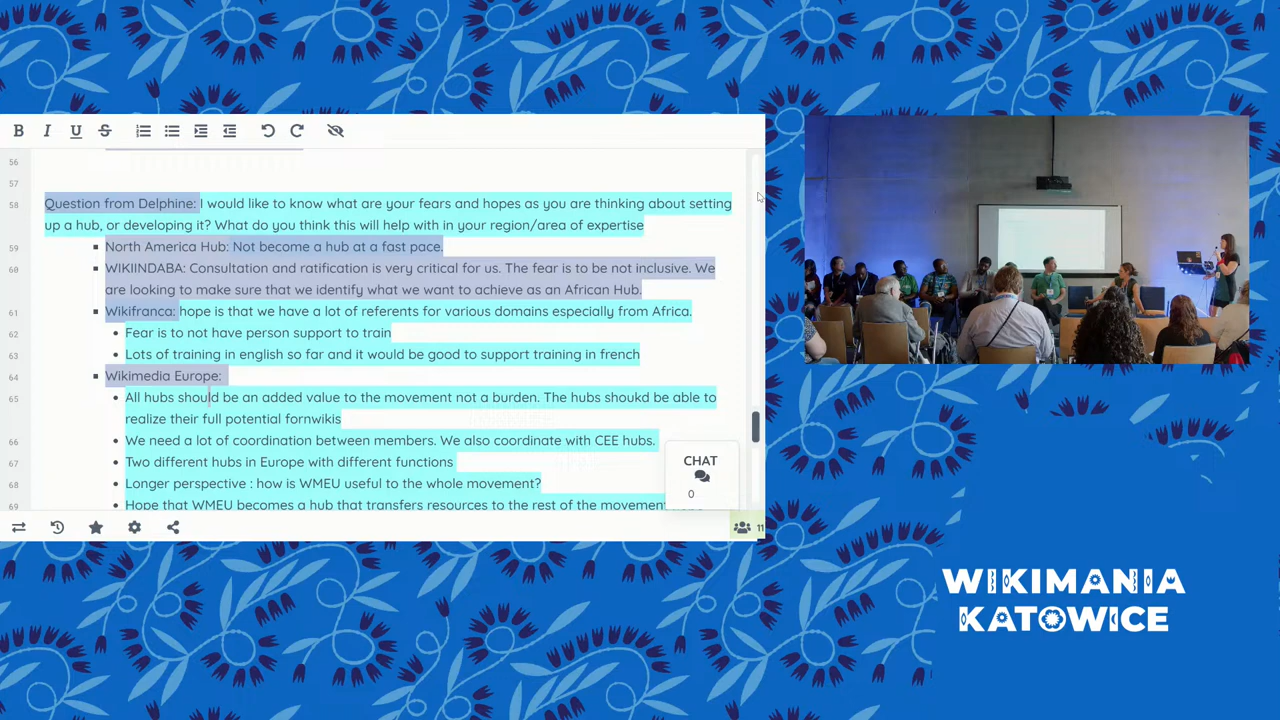 B I U S
56
57
58 Question from Delphine: I would like to know what are your fears and hopes as you are thinking about setting
up a hub, or developing it? What do you think this will help with in your region/area of expertise
59 North America Hub: Not become a hub at a fast pace.
60 WIKIINDABA: Consultation and ratification is very critical for us. The fear is to be not inclusive. We
are looking to make sure that we identify what we want to achieve as an African Hub.
61 Wikifranca: hope is that we have a lot of referents for various domains especially from Africa.
62 Fear is to not have person support to train
63 Lots of training in english so far and it would be good to support training in french
64 Wikimedia Europe:
65 All hubs should be an added value to the movement not a burden. The hubs shoukd be able to
realize their full potential fornwikis
66 We need a lot of coordination between members. We also coordinate with CEE hubs.
67 Two different hubs in Europe with different functions
68 Longer perspective : how is WMEU useful to the whole movement?
69 Hope that WMEU becomes a hub that transfers resources to the rest of the movement
CHAT
0
11
WIKIMANIA
KATOWICE